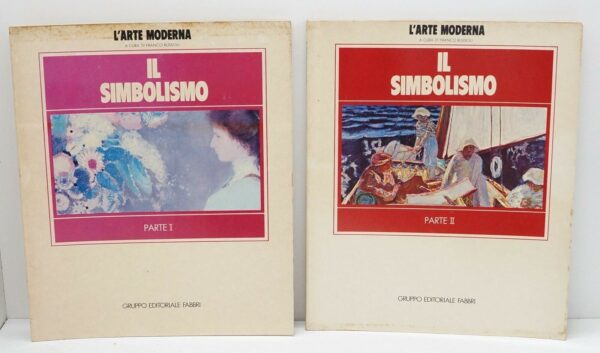 L'ARTE MODERNA
A CURA DI FRANCO RUSSOLI
IL
SIMBOLISMO
PARTE I
GRUPPO EDITORIALE FABBRI
L'ARTE MODERNA
A CURA DI FRANCO RUSSOLI
IL
SIMBOLISMO
PARTE II
GRUPPO EDITORIALE FABBRI